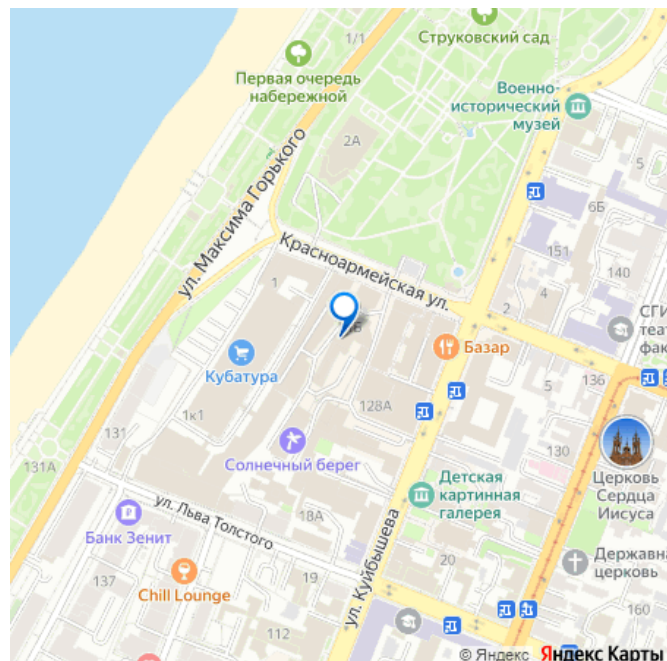 Струковский сад
1/1
Первая очередь
набережной
Военно-
исторический
музей
2А
5
6Б
ул. Максима Горького
151
140
Красноармейская ул.
1
2
4
СГИ
теа
фак
Базар
Кубатура
5
136
128А
1к1
131
130
Солнечный берег
131А
Церковь
Сердца
Иисуса
Детская
картинная
галерея
18А
ул. Льва Толстого
Банк Зенит
Державна
церковь
20
ул. Куйбышева
137
19
Chill Lounge
160
112
© Яндекс Яндекс Карты